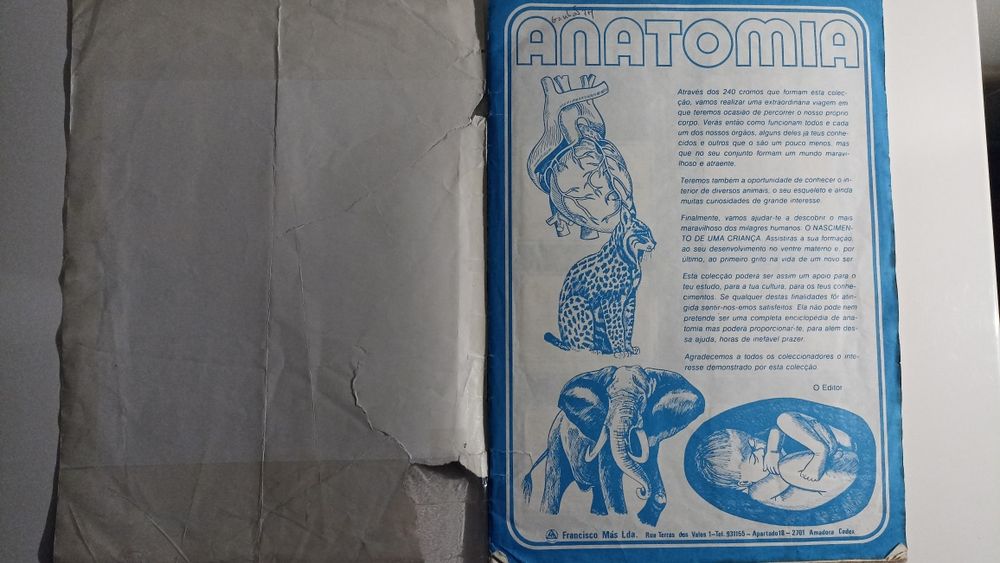 ANATOMIA
Através dos 240 cromos que formam esta colec-
ção, vamos realizar uma extraordinaria viagem em
que teremos ocasião de percorrer o nosso próprio
corpo. Verás então como funcionam todos e cada
um dos nossos orgãos, alguns deles ja teus conhe-
cidos e outros que o são um pouco menos, mas
que no seu conjunto formam um mundo maravi-
lhoso e atraente.
Teremos tambem a oportunidade de conhecer o in-
terior de diversos animais, o seu esqueleto e ainda
muitas curiosidades de grande interesse.
Finalmente, vamos ajudar-te a descobrir o mais
maravilhoso dos milagres humanos. O NASCIMEN-
TO DE UMA CRIANÇA. Assistiras a sua formação,
ao seu desenvolvimento no ventre materno e, por
último, ao primeiro grito na vida de um novo ser.
Esta colecção podera ser assim um apoio para o
teu estudo, para a tua cultura, para os teus conhe-
cimentos. Se qualquer destas finalidades fôr atin-
gida sentir-nos-emos satisfeitos. Ela não pode nem
pretende ser uma completa enciclopédia de ana-
tomia mas podera proporcionar-te, para além des-
sa ajuda, horas de inefável prazer.
Agradecemos a todos os coleccionadores o inte-
resse demonstrado por esta colecção.
O Editor
Francisco Más Lda. Rua Terras dos Vales 1-Tel. 931155 - Apartado 18 - 2701 Amadora Codex